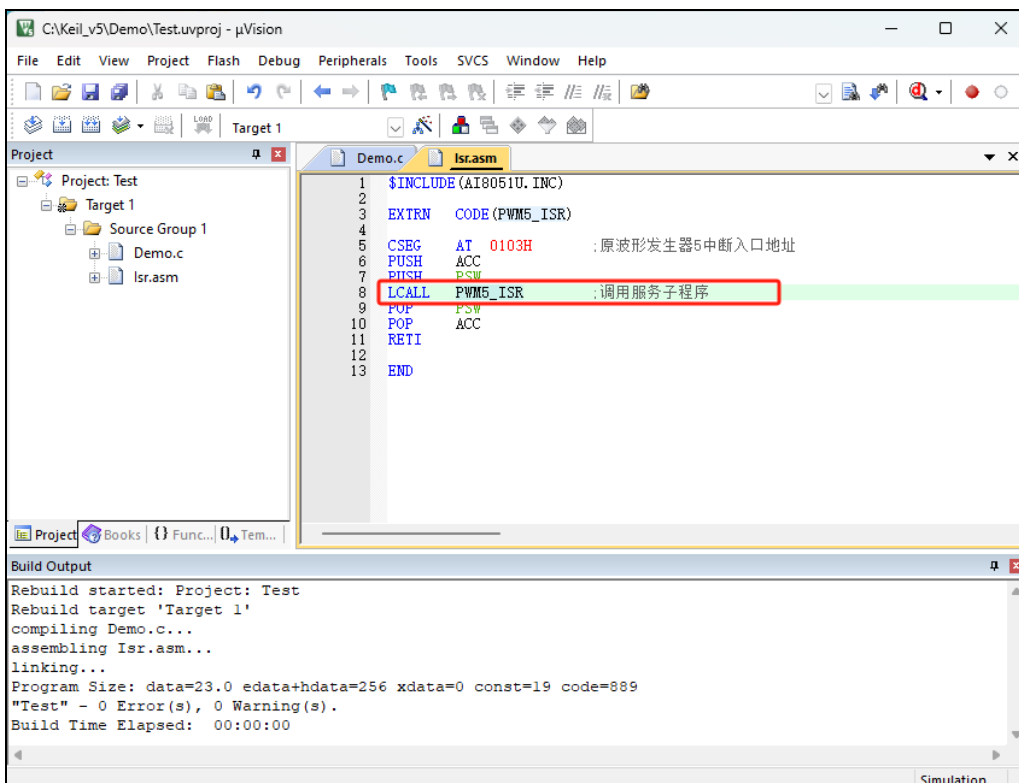 C:\Keil_v5\Demo\Test.uvproj - µVision
File Edit View Project Flash Debug Peripherals Tools SVCS Window Help
LOAD Target 1
Project
Demo.c Isr.asm
Project: Test
Target 1
Source Group 1
Demo.c
Isr.asm
1 $INCLUDE(AI8051U.INC)
2
3 EXTRN CODE(PWM5_ISR)
4
5 CSEG AT 0103H ;原波形发生器5中断入口地址
6 PUSH ACC
7 PUSH PSW
8 LCALL PWM5_ISR ;调用服务子程序
9 POP PSW
10 POP ACC
11 RETI
12
13 END
Project Books {} Func... 0 Tem...
Build Output
Rebuild started: Project: Test
Rebuild target 'Target 1'
compiling Demo.c...
assembling Isr.asm...
linking...
Program Size: data=23.0 edata+hdata=256 xdata=0 const=19 code=889
"Test" - 0 Error(s), 0 Warning(s).
Build Time Elapsed: 00:00:00
Simulation